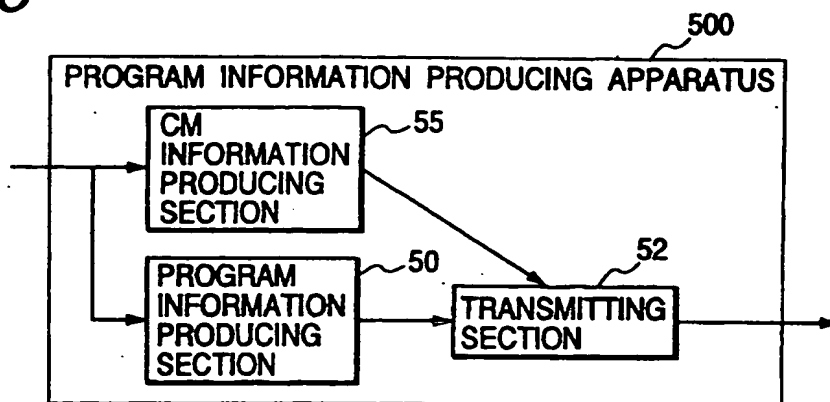 500
PROGRAM INFORMATION PRODUCING APPARATUS
CM
INFORMATION
PRODUCING
SECTION
55
PROGRAM
INFORMATION
PRODUCING
SECTION
50
TRANSMITTING
SECTION
52